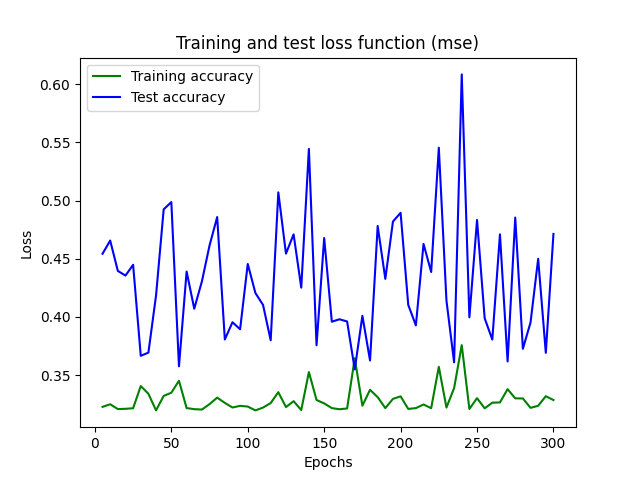 Training and test loss function (mse)
Training accuracy
Test accuracy
0.60
0.55
0.50
0.45
0.40
0.35
Loss
0
50
100
150
200
250
300
Epochs